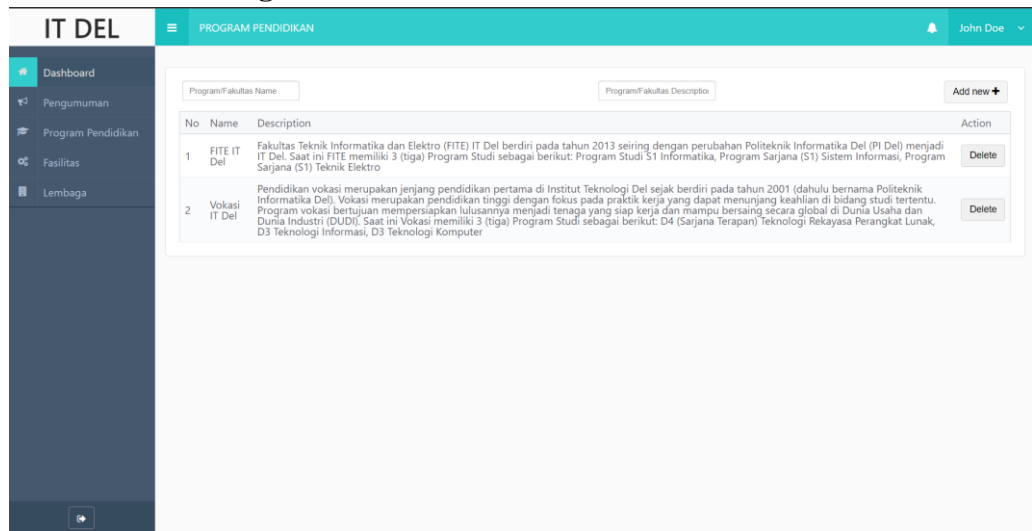 IT DEL
PROGRAM PENDIDIKAN
John Doe
Dashboard
Pengumuman
Program Pendidikan
Fasilitas
Lembaga
Program/Fakultas Name
Program/Fakultas Description
Add new
No Name Description Action
1 FITE IT Del
Fakultas Teknik Informatika dan Elektro (FITE) IT Del berdiri pada tahun 2013 seiring dengan perubahan Politeknik Informatika Del (PI Del) menjadi
IT Del. Saat ini FITE memiliki 3 (tiga) Program Studi sebagai berikut: Program Studi S1 Informatika, Program Sarjana (S1) Sistem Informasi, Program
Sarjana (S1) Teknik Elektro
Delete
2 Vokasi IT Del
Pendidikan vokasi merupakan jenjang pendidikan pertama di Institut Teknologi Del sejak berdiri pada tahun 2001 (dahulu bernama Politeknik
Informatika Del). Vokasi merupakan pendidikan tinggi dengan fokus pada praktik kerja yang dapat menunjang keahlian di bidang studi tertentu.
Program vokasi bertujuan mempersiapkan lulusannya menjadi tenaga yang siap kerja dan mampu bersaing secara global di Dunia Usaha dan
Dunia Industri (DUDI). Saat ini Vokasi memiliki 3 (tiga) Program Studi sebagai berikut: D4 (Sarjana Terapan) Teknologi Rekayasa Perangkat Lunak,
D3 Teknologi Informasi, D3 Teknologi Komputer
Delete